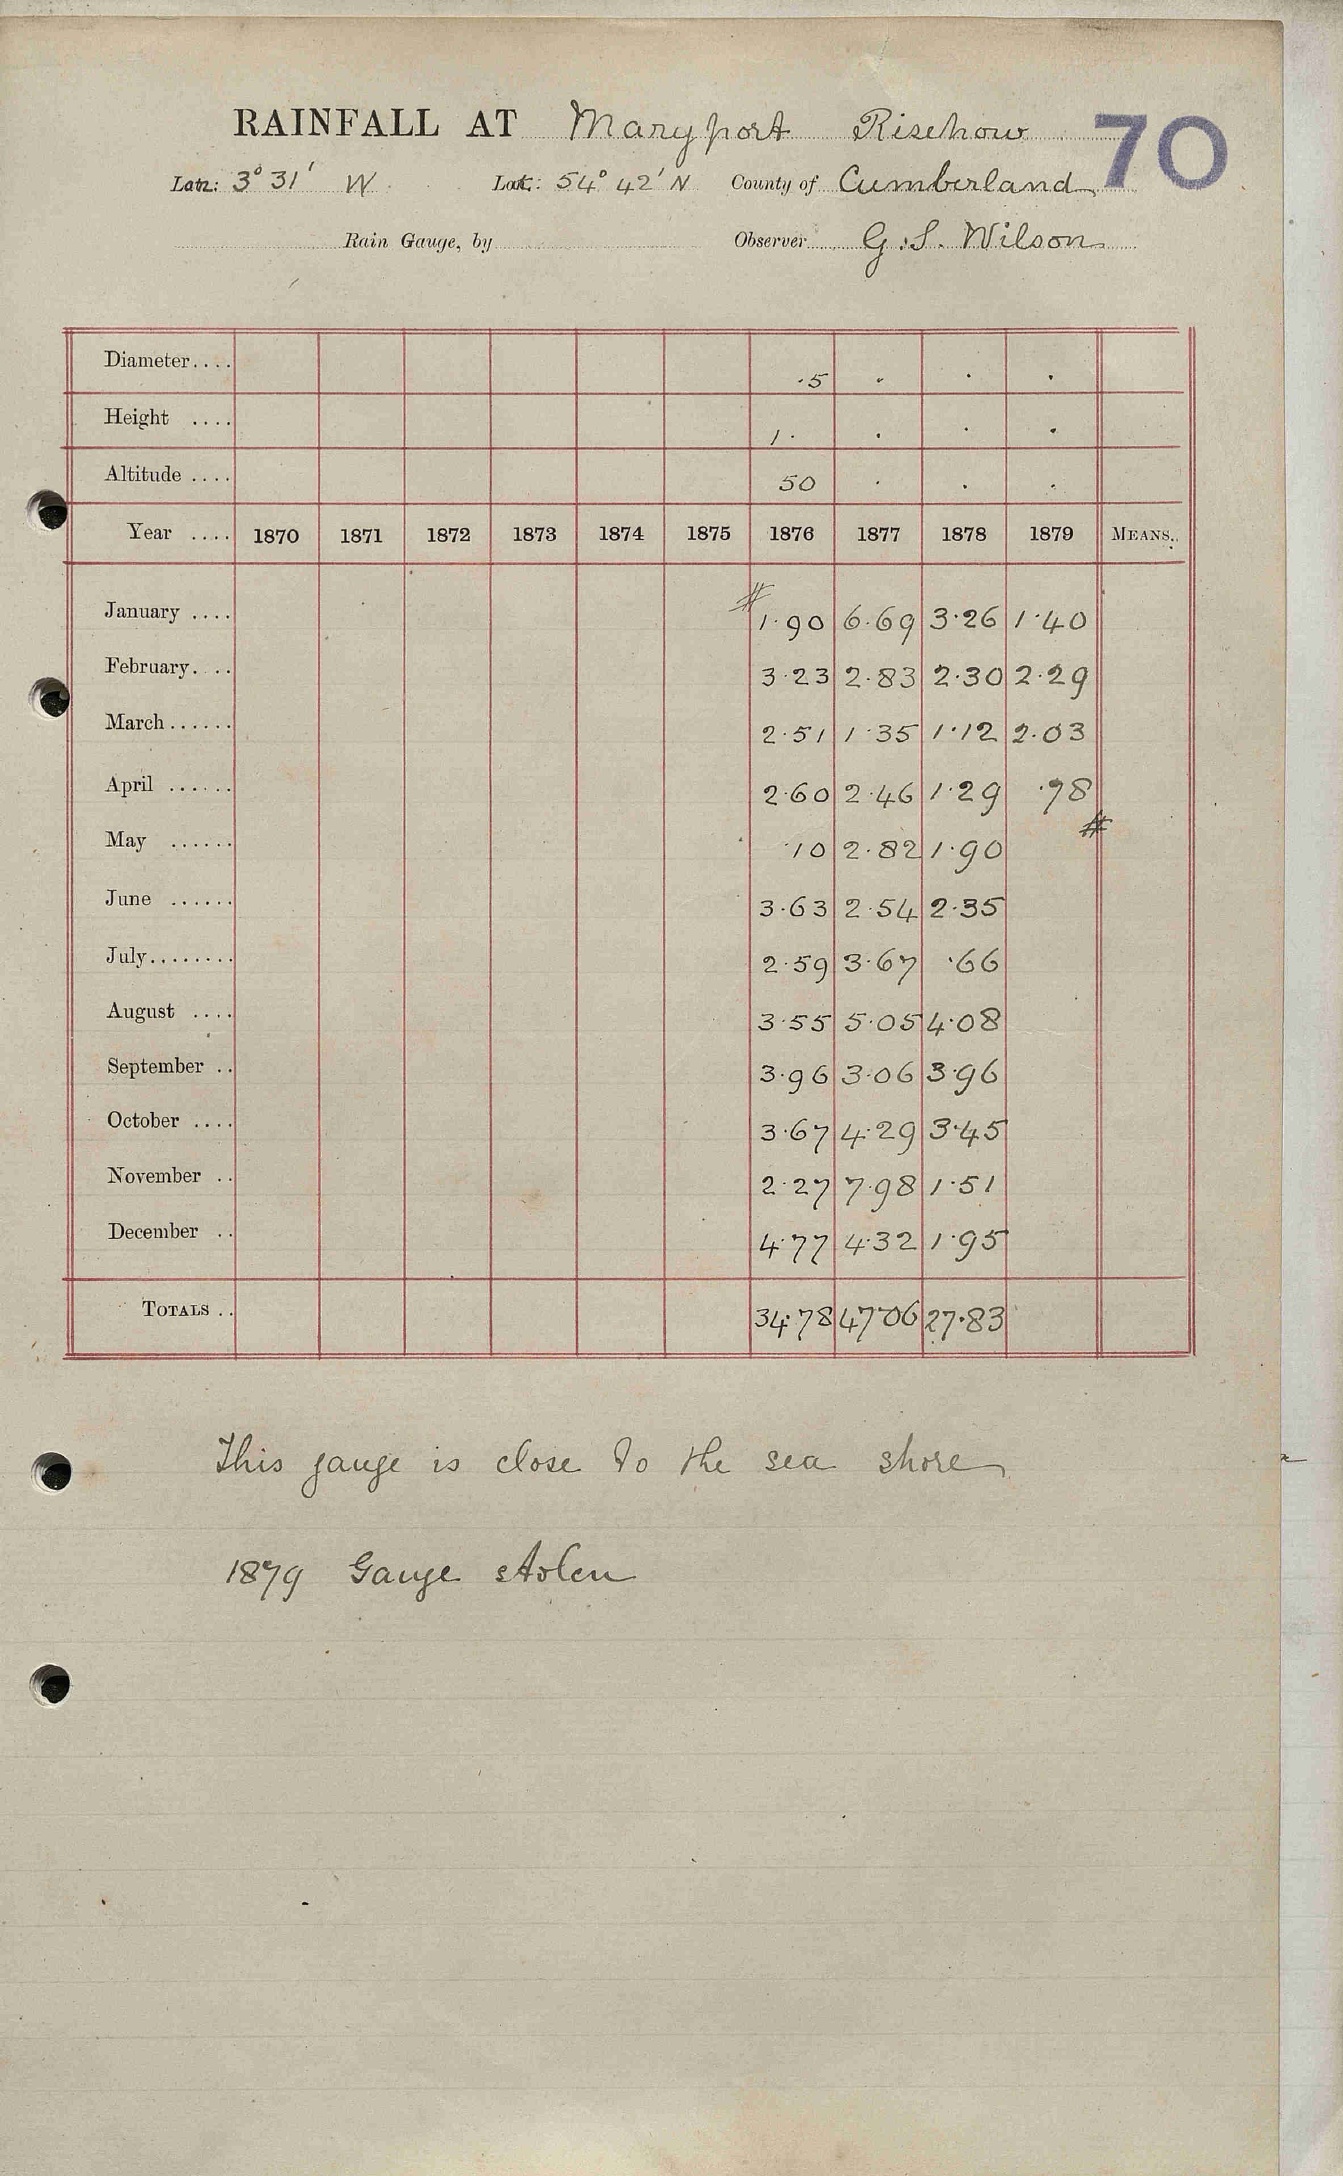 RAINFALL AT Maryport Risehow 70
3° 31' W 54° 42' N County of Cumberland
Rain Gauge, by Observer G. S. Wilson
Diameter.... ·5 · · ·
Height .... 1· · · ·
Altitude .... 50 · · ·
Year .... 1870 1871 1872 1873 1874 1875 1876 1877 1878 1879 MEANS.
January .... # 1·90 6·69 3·26 1·40
February.... 3·23 2·83 2·30 2·29
March...... 2·51 1·35 1·12 2·03
April ...... 2·60 2·46 1·29 ·78
May ...... ·10 2·82 1·90 #
June ...... 3·63 2·54 2·35
July........ 2·59 3·67 ·66
August .... 3·55 5·05 4·08
September .. 3·96 3·06 3·96
October .... 3·67 4·29 3·45
November .. 2·27 7·98 1·51
December .. 4·77 4·32 1·95
TOTALS .. 34·78 47·06 27·83
This gauge is close to the sea shore
1879 Gauge stolen